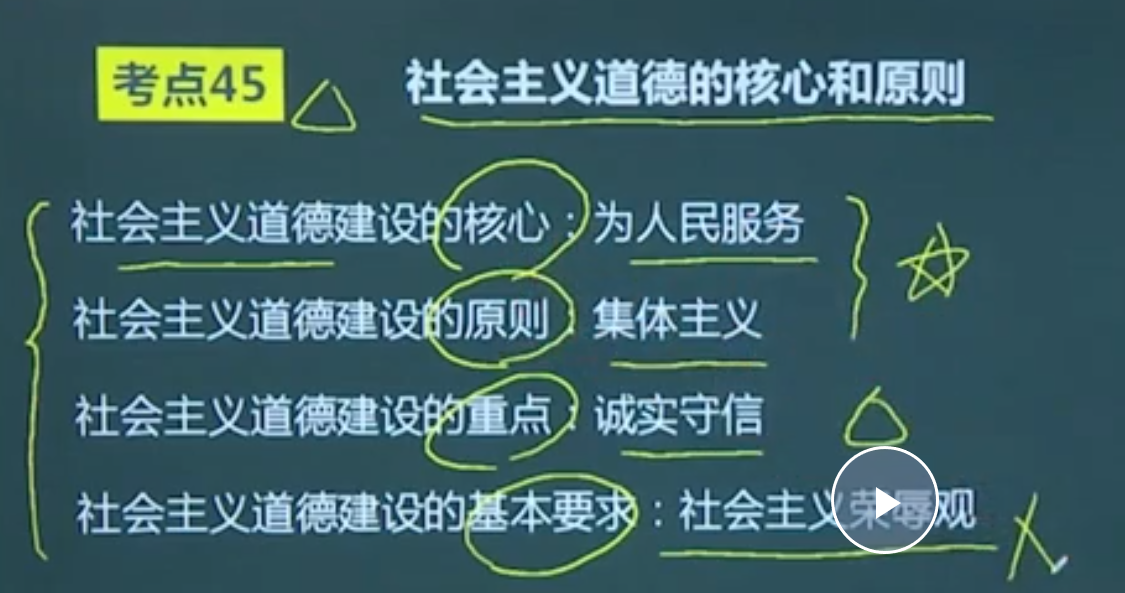 考点45
社会主义道德的核心和原则
社会主义道德建设的核心：为人民服务
社会主义道德建设的原则：集体主义
社会主义道德建设的重点：诚实守信
社会主义道德建设的基本要求：社会主义荣辱观